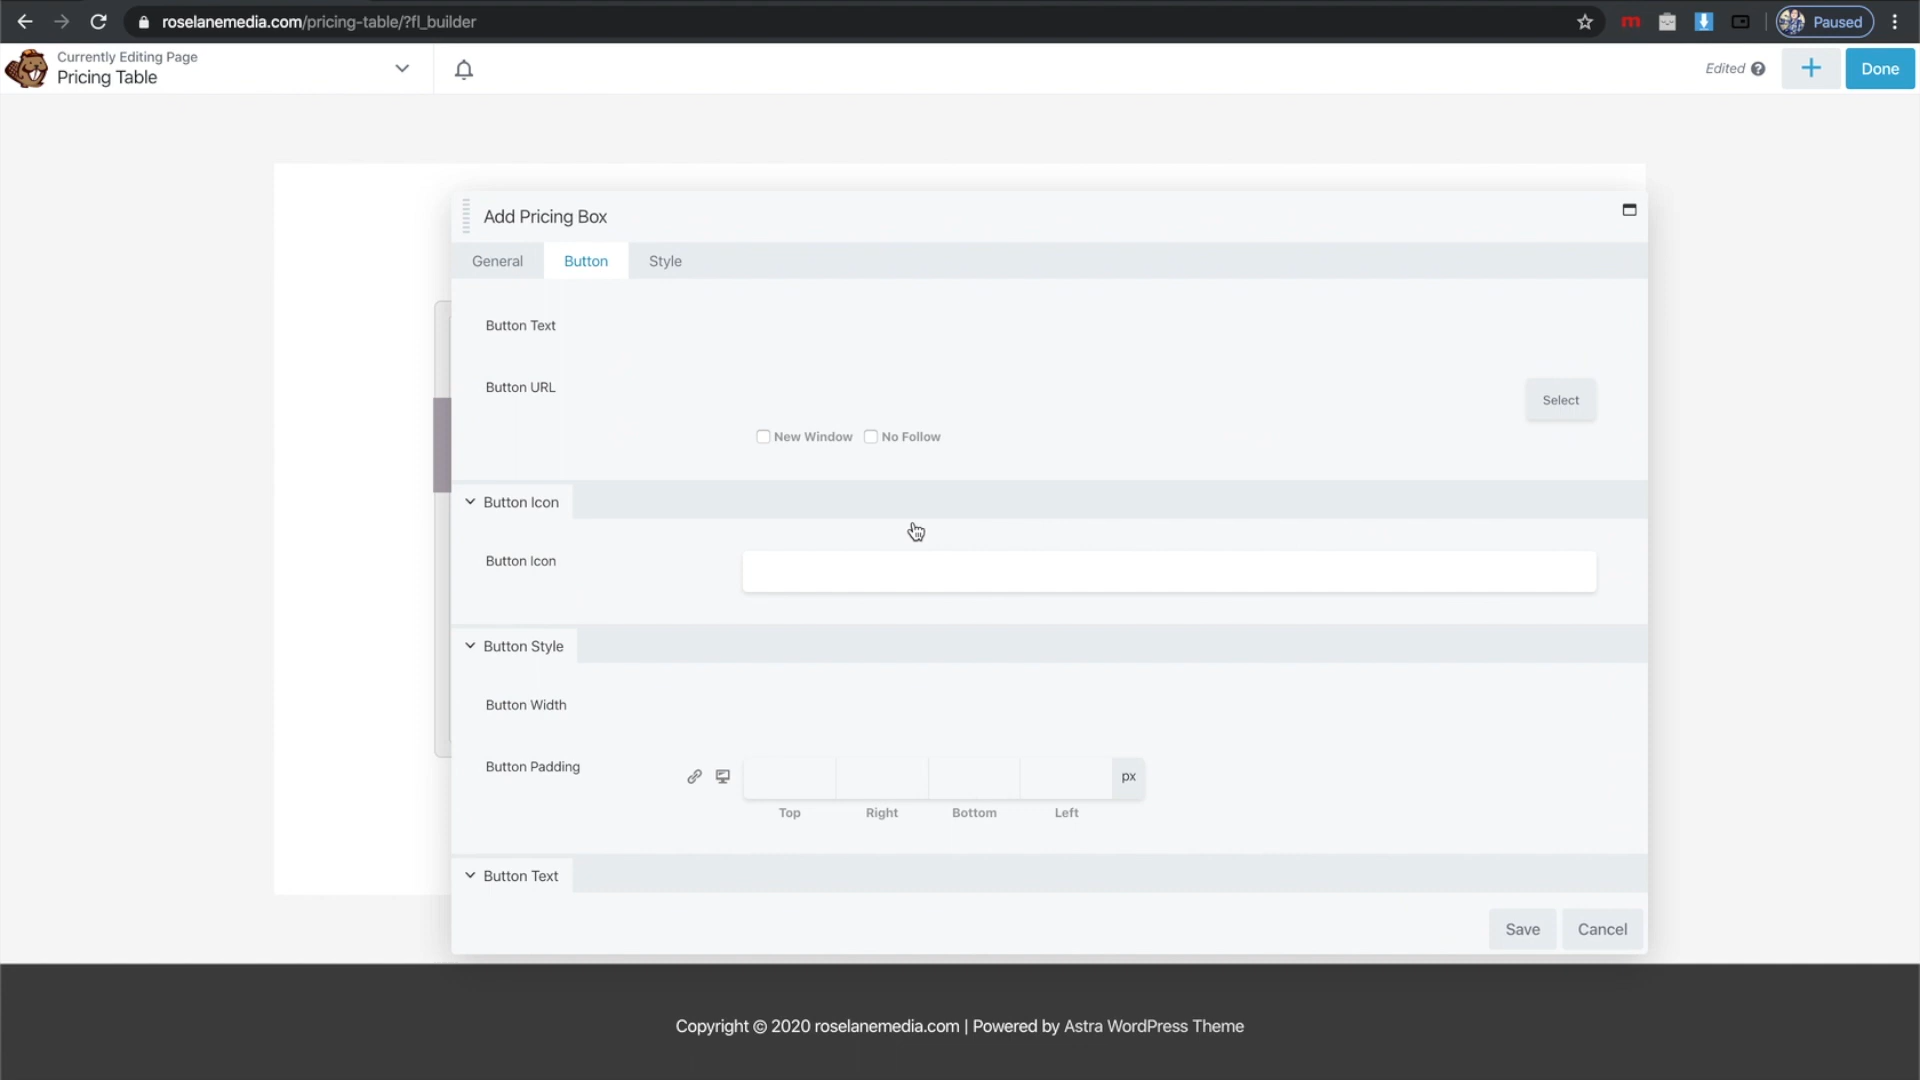 roselanemedia.com/pricing-table/?fl_builder
Paused
Currently Editing Page
Pricing Table
Edited
Done
Add Pricing Box
General
Button
Style
Button Text
Button URL
Select
New Window
No Follow
Button Icon
Button Icon
Button Style
Button Width
Button Padding
px
Top
Right
Bottom
Left
Button Text
Save
Cancel
Copyright © 2020 roselanemedia.com | Powered by Astra WordPress Theme